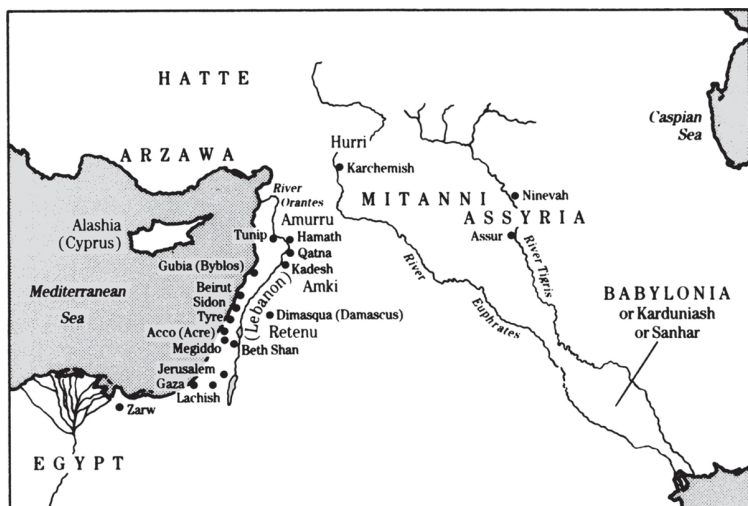 HATTE
Caspian
Sea
Hurri
ARZAWA
Karchemish
River
Orantes
MITANNI
Ninevah
Amurru
ASSYRIA
Alashia
(Cyprus)
Tunip
Hamath
Assur
Qatna
River Tigris
Gubla (Byblos)
Kadesh
River
Amki
Beirut
Mediterranean
Sea
Sidon
(Lebanon)
BABYLONIA
or Karduniash
or Sanhar
Tyre
Dimasqua (Damascus)
Euphrates
Acco (Acre)
Retenu
Megiddo
Beth Shan
Jerusalem
Gaza
Lachish
Zarw
EGYPT